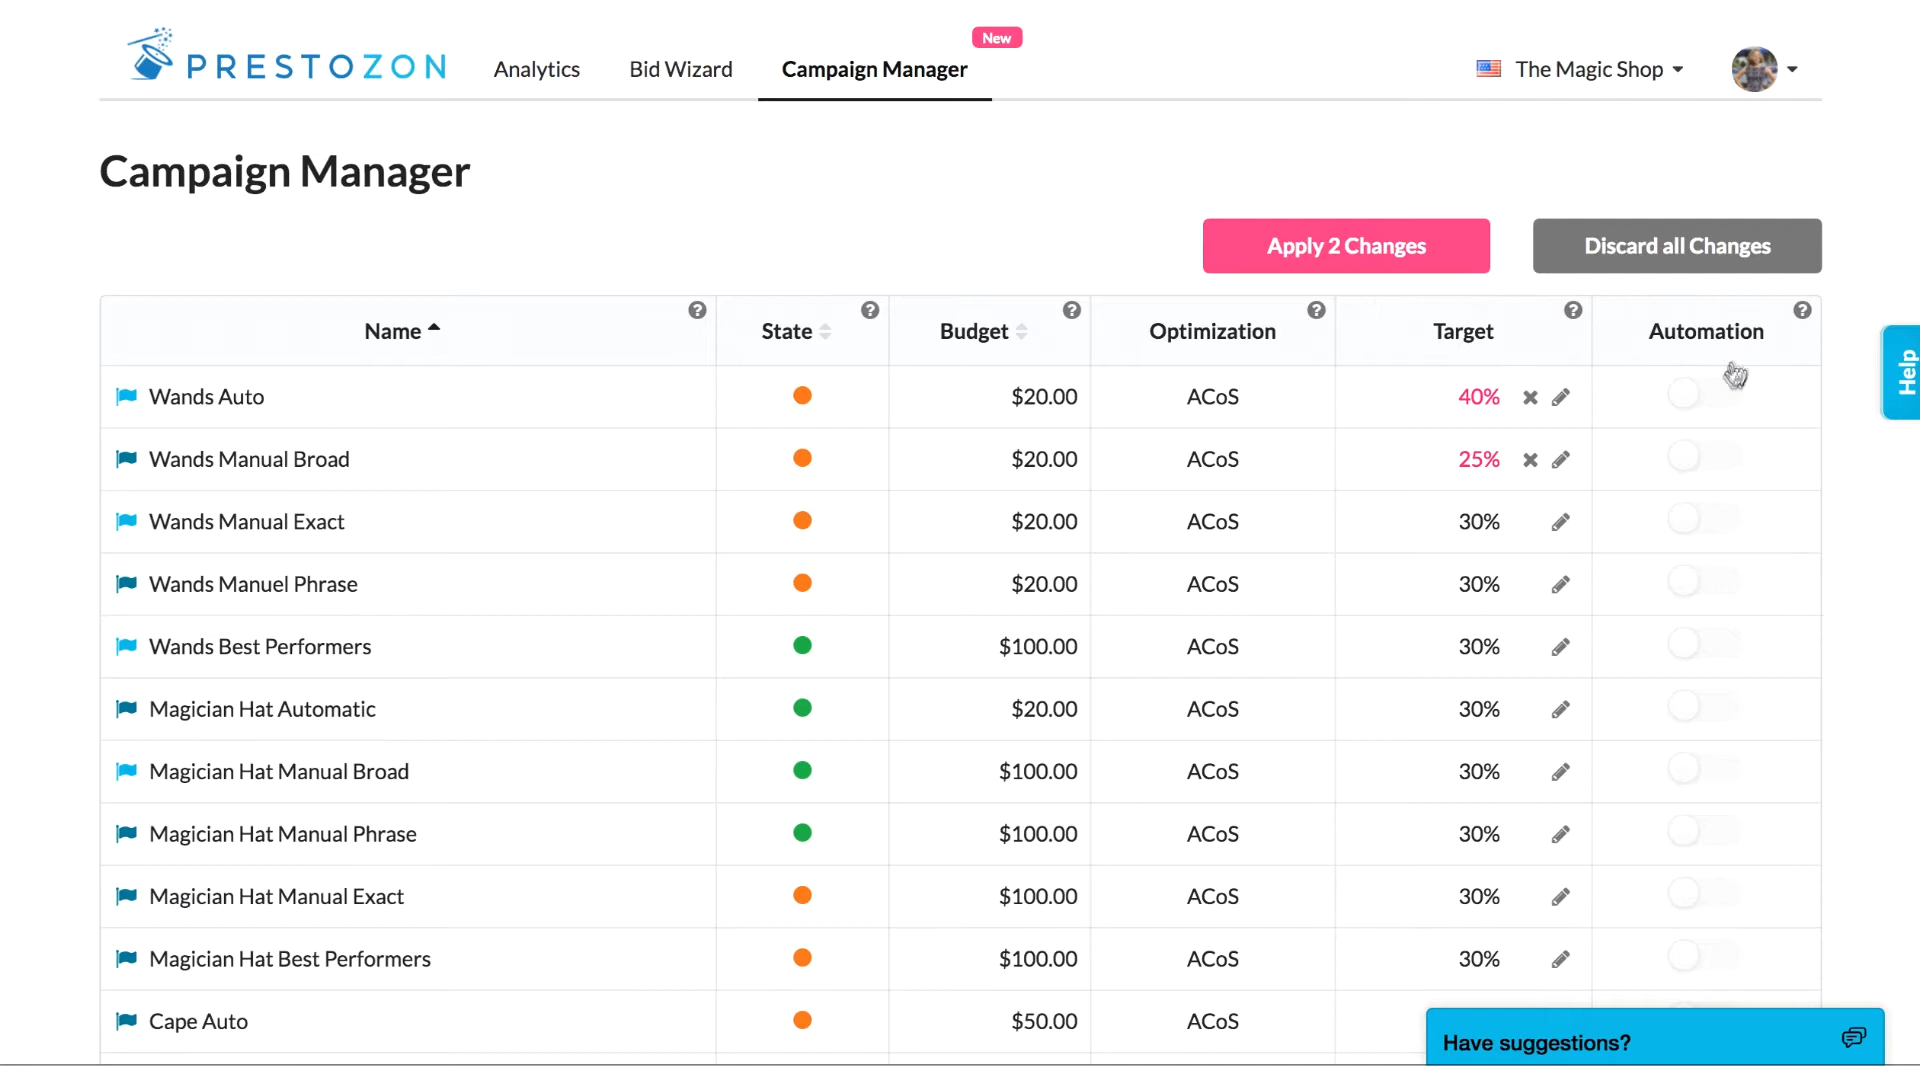 PRESTOZON
Analytics
Bid Wizard
Campaign Manager
New
The Magic Shop
Campaign Manager
Apply 2 Changes
Discard all Changes
Name ? State ? Budget ? Optimization ? Target ? Automation ?
Wands Auto $20.00 ACoS 40%
Wands Manual Broad $20.00 ACoS 25%
Wands Manual Exact $20.00 ACoS 30%
Wands Manuel Phrase $20.00 ACoS 30%
Wands Best Performers $100.00 ACoS 30%
Magician Hat Automatic $20.00 ACoS 30%
Magician Hat Manual Broad $100.00 ACoS 30%
Magician Hat Manual Phrase $100.00 ACoS 30%
Magician Hat Manual Exact $100.00 ACoS 30%
Magician Hat Best Performers $100.00 ACoS 30%
Cape Auto $50.00 ACoS
Help
Have suggestions?